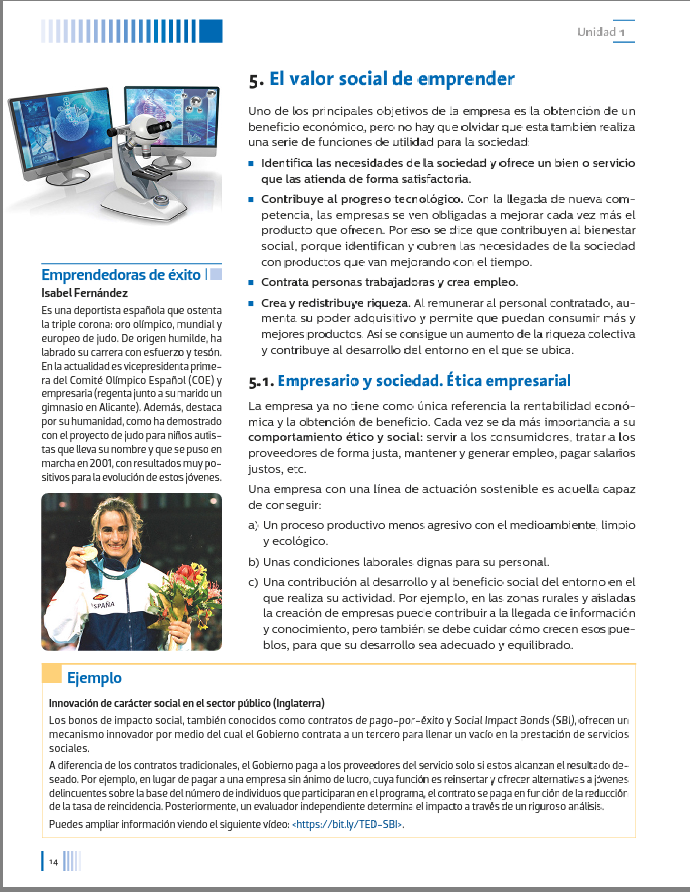 Unidad 1
5. El valor social de emprender
Uno de los principales objetivos de la empresa es la obtención de un
beneficio económico, pero no hay que olvidar que esta tambien realiza
una serie de funciones de utilidad para la sociedad:
Identifica las necesidades de la sociedad y ofrece un bien o servicio
que las atienda de forma satisfactoria.
Contribuye al progreso tecnológico. Con la llegada de nueva com-
petencia, las empresas se ven obligadas a mejorar cada vez más el
producto que ofrecen. Por eso se dice que contribuyen al bienestar
social, porque identifican y cubren las necesidades de la sociedad
con productos que van mejorando con el tiempo.
Contrata personas trabajadoras y crea empleo.
Crea y redistribuye riqueza. Al remunerar al personal contratado, au-
menta su poder adquisitivo y permite que puedan consumir más y
mejores productos. Así se consigue un aumento de la riqueza colectiva
y contribuye al desarrollo del entorno en el que se ubica.
5.1. Empresario y sociedad. Ética empresarial
La empresa ya no tiene como única referencia la rentabilidad econó-
mica y la obtención de beneficio. Cada vez se da más importancia a su
comportamiento ético y social: servir a los consumidores, tratar a los
proveedores de forma justa, mantener y generar empleo, pagar salarios
justos, etc.
Una empresa con una línea de actuación sostenible es aquella capaz
de conseguir:
a) Un proceso productivo menos agresivo con el medioambiente, limpio
y ecológico.
b) Unas condiciones laborales dignas para su personal.
c) Una contribución al desarrollo y al beneficio social del entorno en el
que realiza su actividad. Por ejemplo, en las zonas rurales y aisladas
la creación de empresas puede contribuir a la llegada de información
y conocimiento, pero también se debe cuidar cómo crecen esos pue-
blos, para que su desarrollo sea adecuado y equilibrado.
Emprendedoras de éxito
Isabel Fernández
Es una deportista española que ostenta
la triple corona: oro olímpico, mundial y
europeo de judo. De origen humilde, ha
labrado su carrera con esfuerzo y tesón.
En la actualidad es vicepresidenta prime-
ra del Comité Olímpico Español (COE) y
empresaria (regenta junto a su marido un
gimnasio en Alicante). Además, destaca
por su humanidad, como ha demostrado
con el proyecto de judo para niños autis-
tas que lleva su nombre y que se puso en
marcha en 2001, con resultados muy po-
sitivos para la evolución de estos jóvenes.
ESPAÑA
Ejemplo
Innovación de carácter social en el sector público (Inglaterra)
Los bonos de impacto social, también conocidos como contratos de pago-por-éxito y Social Impact Bonds (SBI), ofrecen un
mecanismo innovador por medio del cual el Gobierno contrata a un tercero para llenar un vacío en la prestación de servicios
sociales.
A diferencia de los contratos tradicionales, el Gobierno paga a los proveedores del servicio solo si estos alcanzan el resultado de-
seado. Por ejemplo, en lugar de pagar a una empresa sin ánimo de lucro, cuya función es reinsertar y ofrecer alternativas a jóvenes
delincuentes sobre la base del número de individuos que participaran en el programa, el contrato se paga en función de la reducción
de la tasa de reincidencia. Posteriormente, un evaluador independiente determina el impacto a través de un riguroso análisis.
Puedes ampliar información viendo el siguiente vídeo: <https://bit.ly/TED-SBI>.
14